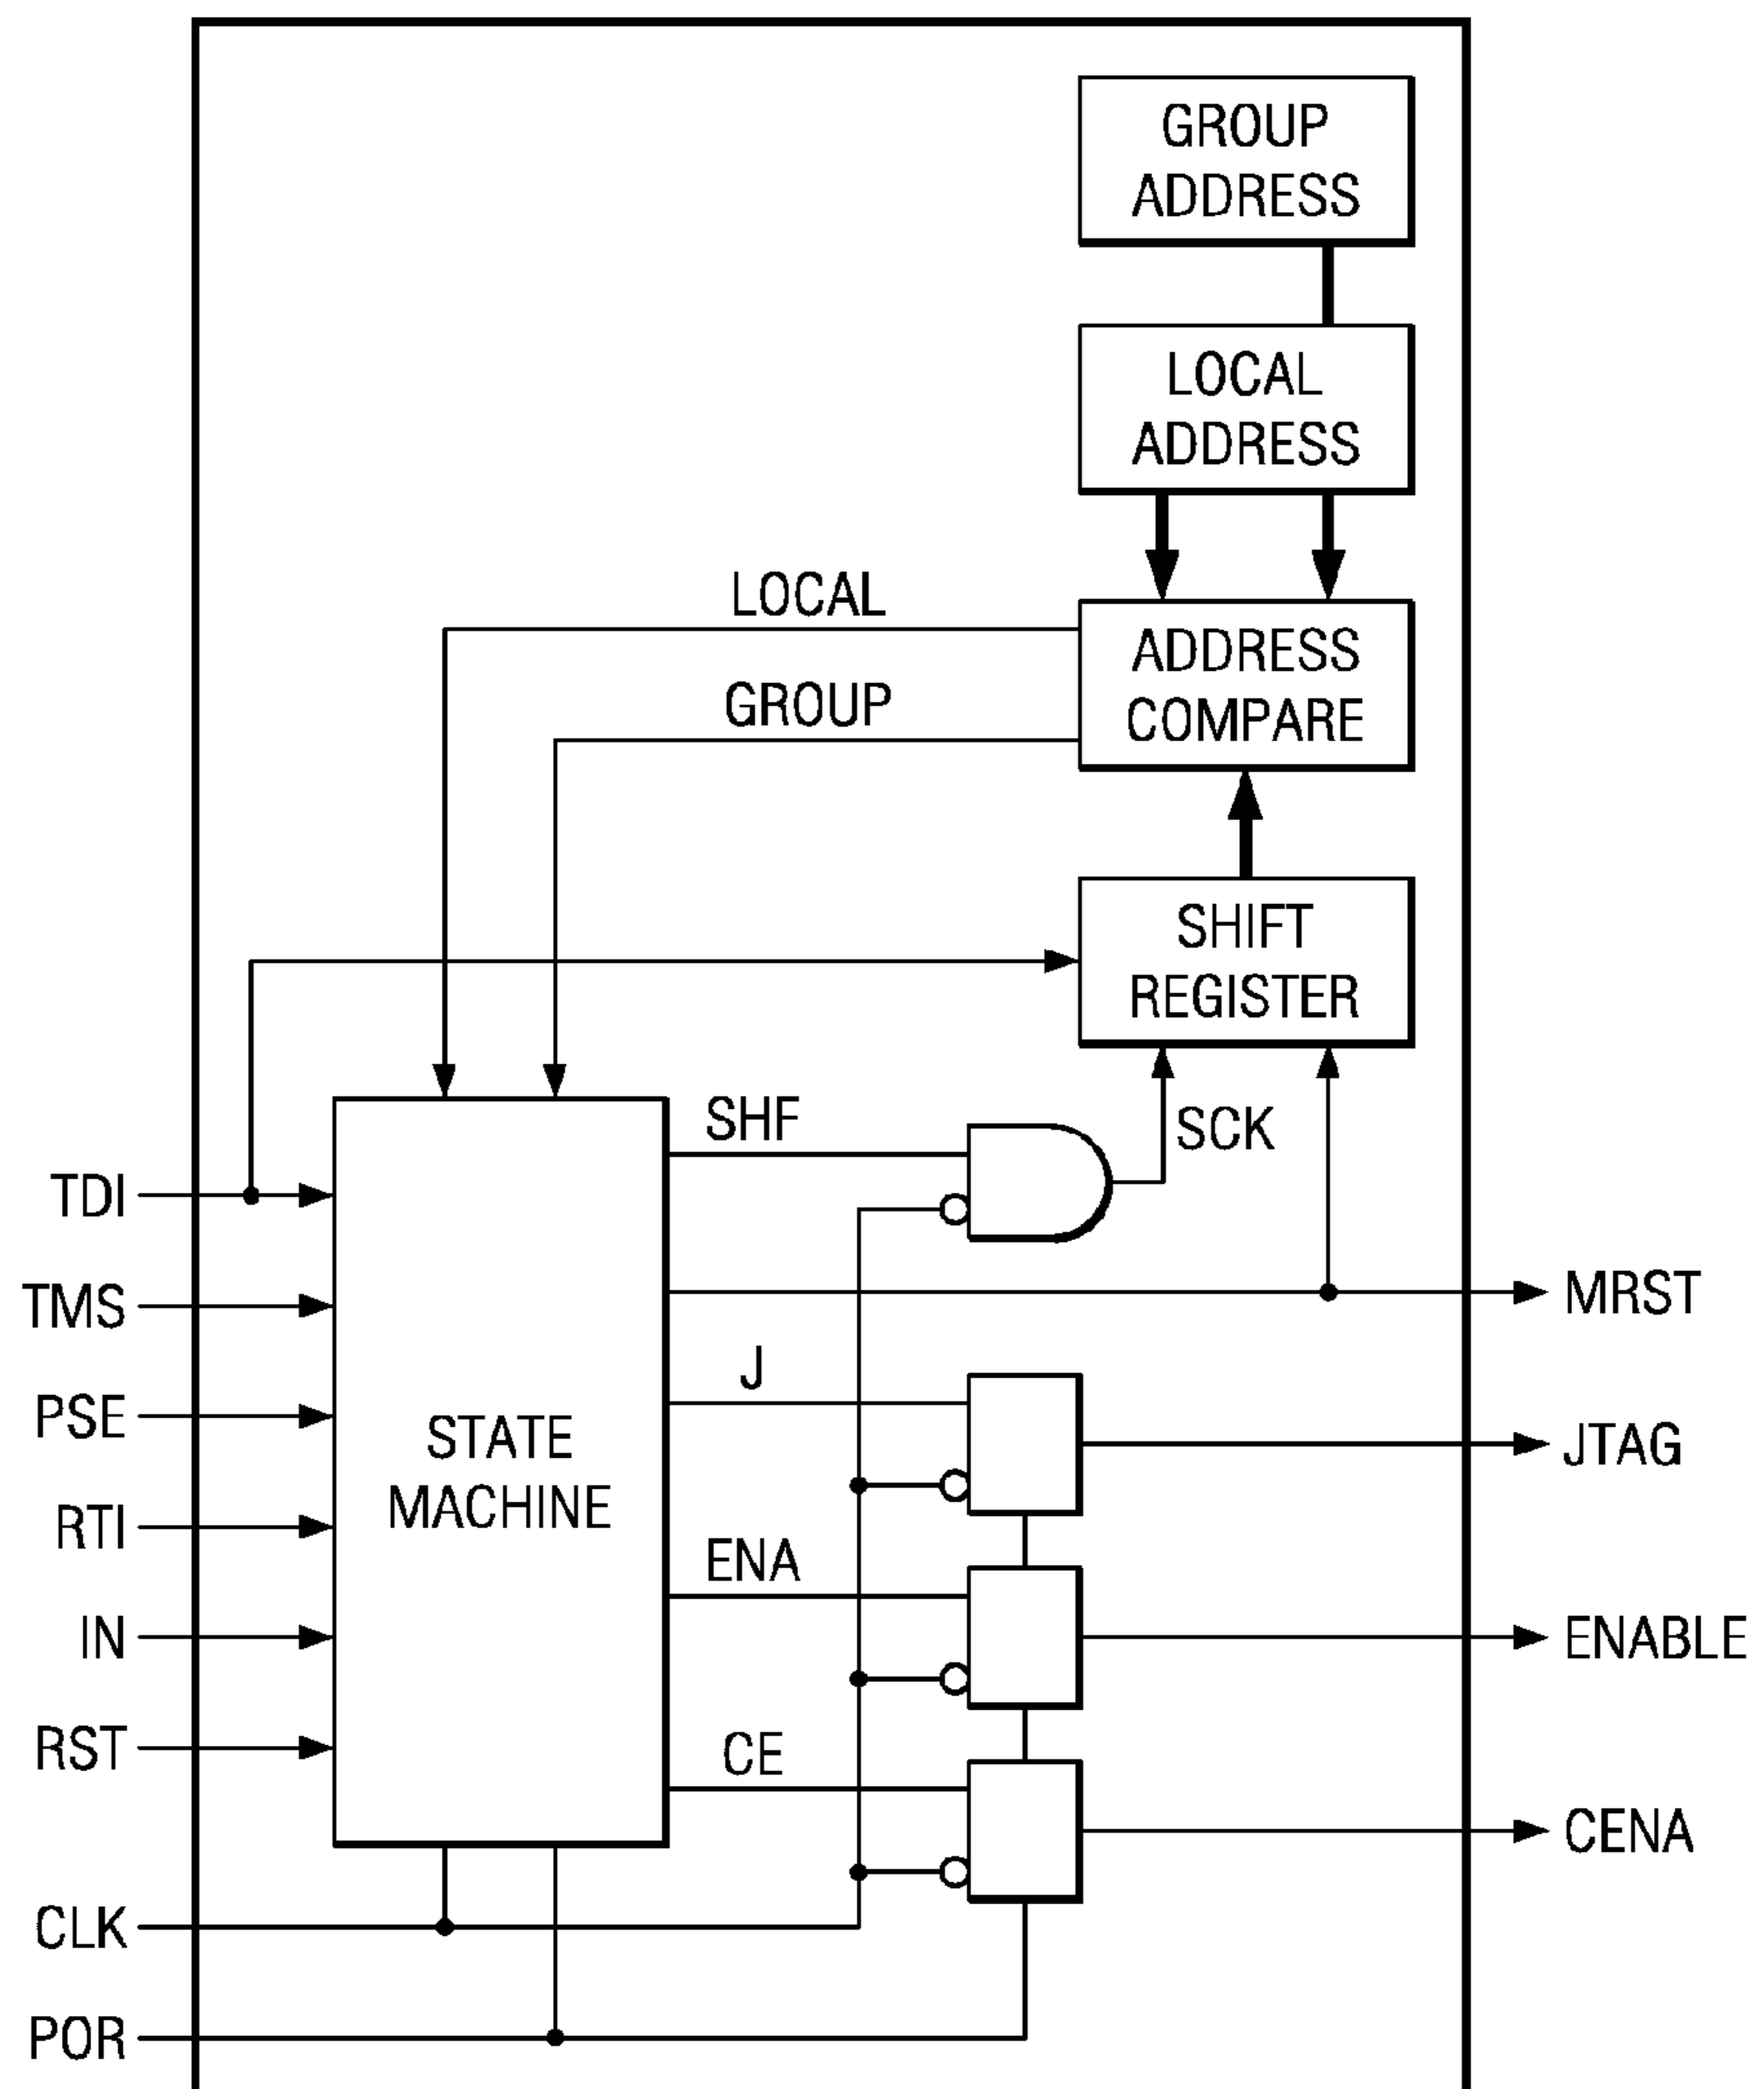 GROUP
ADDRESS
LOCAL
ADDRESS
LOCAL
ADDRESS
COMPARE
GROUP
SHIFT
REGISTER
SHF
SCK
TDI
TMS
MRST
J
PSE
STATE
MACHINE
JTAG
RTI
ENA
IN
ENABLE
RST
CE
CENA
CLK
POR